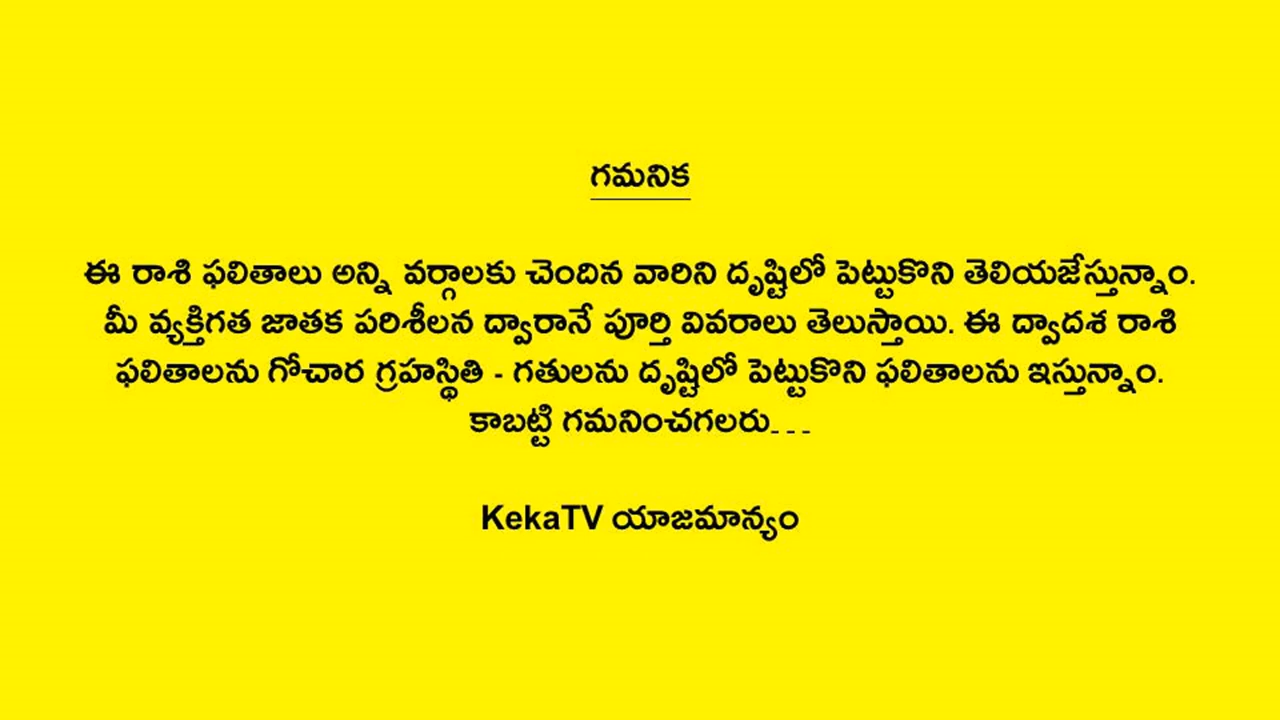 గమనిక
ఈ రాశి ఫలితాలు అన్ని వర్గాలకు చెందిన వారిని దృష్టిలో పెట్టుకొని తెలియజేస్తున్నాం.
మీ వ్యక్తిగత జాతక పరిశీలన ద్వారానే పూర్తి వివరాలు తెలుస్తాయి. ఈ ద్వాదశ రాశి
ఫలితాలను గోచార గ్రహస్థితి - గతులను దృష్టిలో పెట్టుకొని ఫలితాలను ఇస్తున్నాం.
కాబట్టి గమనించగలరు...
KekaTV యాజమాన్యం